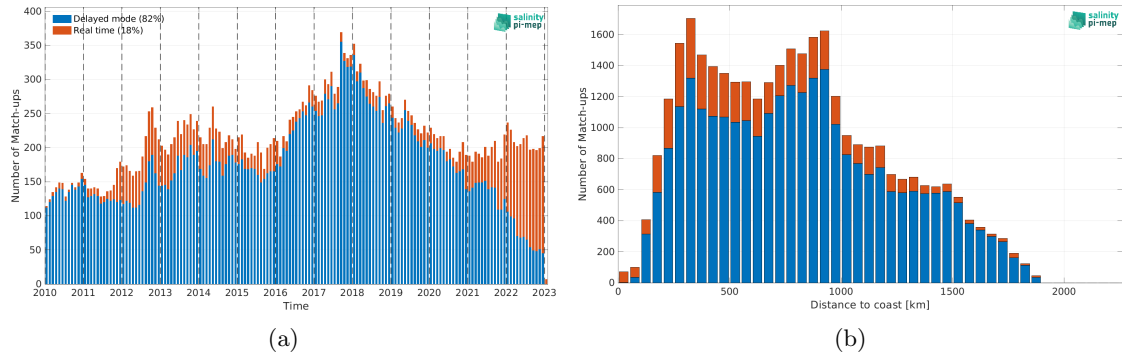 Delayed mode (82%)
Real time (18%)
salinity
pi-mep
Number of Match-ups
400
350
300
250
200
150
100
50
0
2010 2011 2012 2013 2014 2015 2016 2017 2018 2019 2020 2021 2022 2023
Time
(a)
salinity
pi-mep
Number of Match-ups
1600
1400
1200
1000
800
600
400
200
0
0 500 1000 1500 2000
Distance to coast [km]
(b)